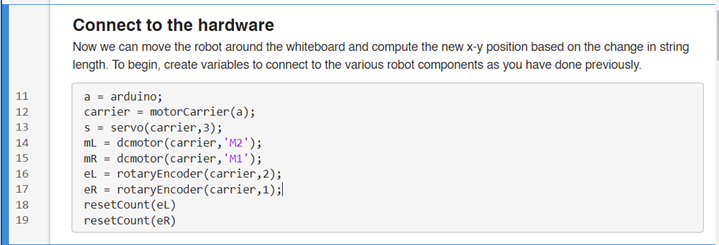 Connect to the hardware
Now we can move the robot around the whiteboard and compute the new x-y position based on the change in string
length. To begin, create variables to connect to the various robot components as you have done previously.
11 a = arduino;
12 carrier = motorCarrier(a);
13 s = servo(carrier,3);
14 mL = dcmotor(carrier,'M2');
15 mR = dcmotor(carrier,'M1');
16 eL = rotaryEncoder(carrier,2);
17 eR = rotaryEncoder(carrier,1);
18 resetCount(eL)
19 resetCount(eR)